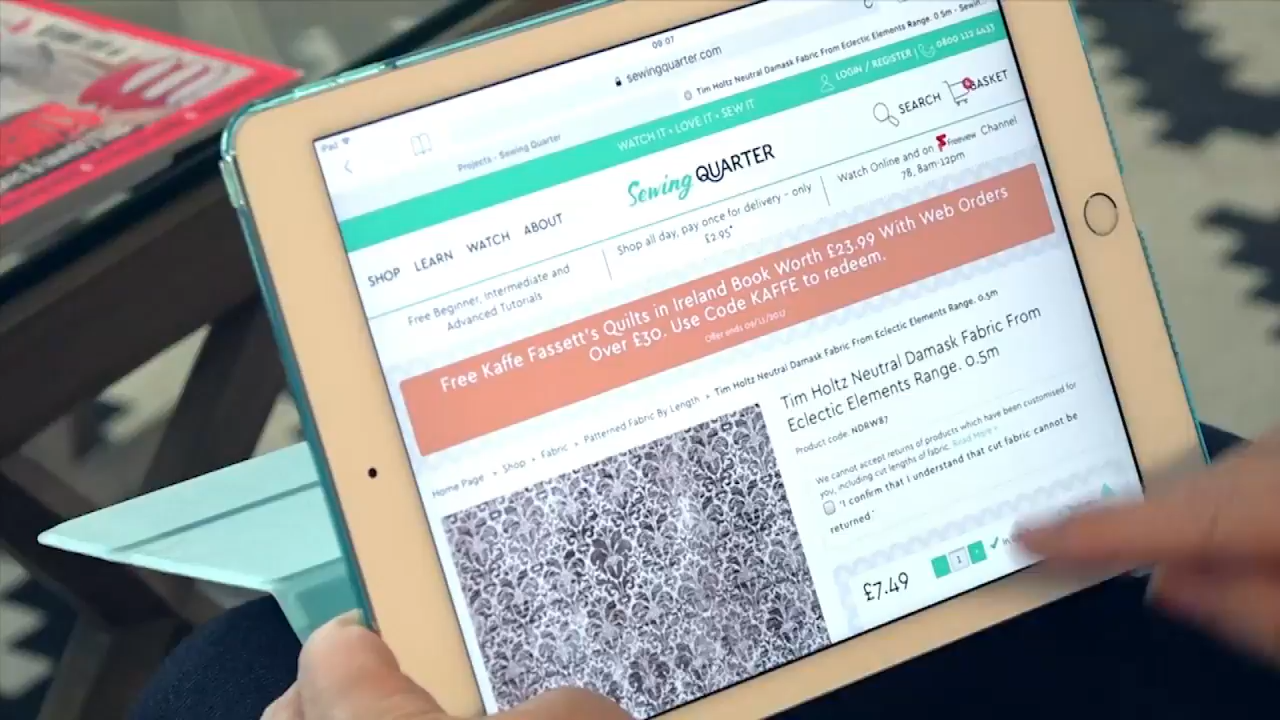 iPad
09:07
sewingquarter.com
Projects - Sewing Quarter
Tim Holtz Neutral Damask Fabric From Eclectic Elements Range. 0.5m - Sewin...
WATCH IT • LOVE IT • SEW IT
LOGIN / REGISTER |
0800 112 4433
Sewing QUARTER
SEARCH
BASKET
SHOP LEARN WATCH ABOUT
Free Beginner, Intermediate and
Advanced Tutorials
Shop all day, pay once for delivery – only
£2.95*
Watch Online and on Freeview Channel
78, 8am-12pm
Free Kaffe Fassett's Quilts in Ireland Book Worth £23.99 With Web Orders
Over £30. Use Code KAFFE to redeem.
Home Page > Shop > Fabric > Patterned Fabric By Length > Tim Holtz Neutral Damask Fabric From Eclectic Elements Range. 0.5m
Tim Holtz Neutral Damask Fabric From
Eclectic Elements Range. 0.5m
Product code: NDRW87
We cannot accept returns of products which have been customised for
you, including cut lengths of fabric. Read More >
'I confirm that I understand that cut fabric cannot be
returned'
£7.49
1